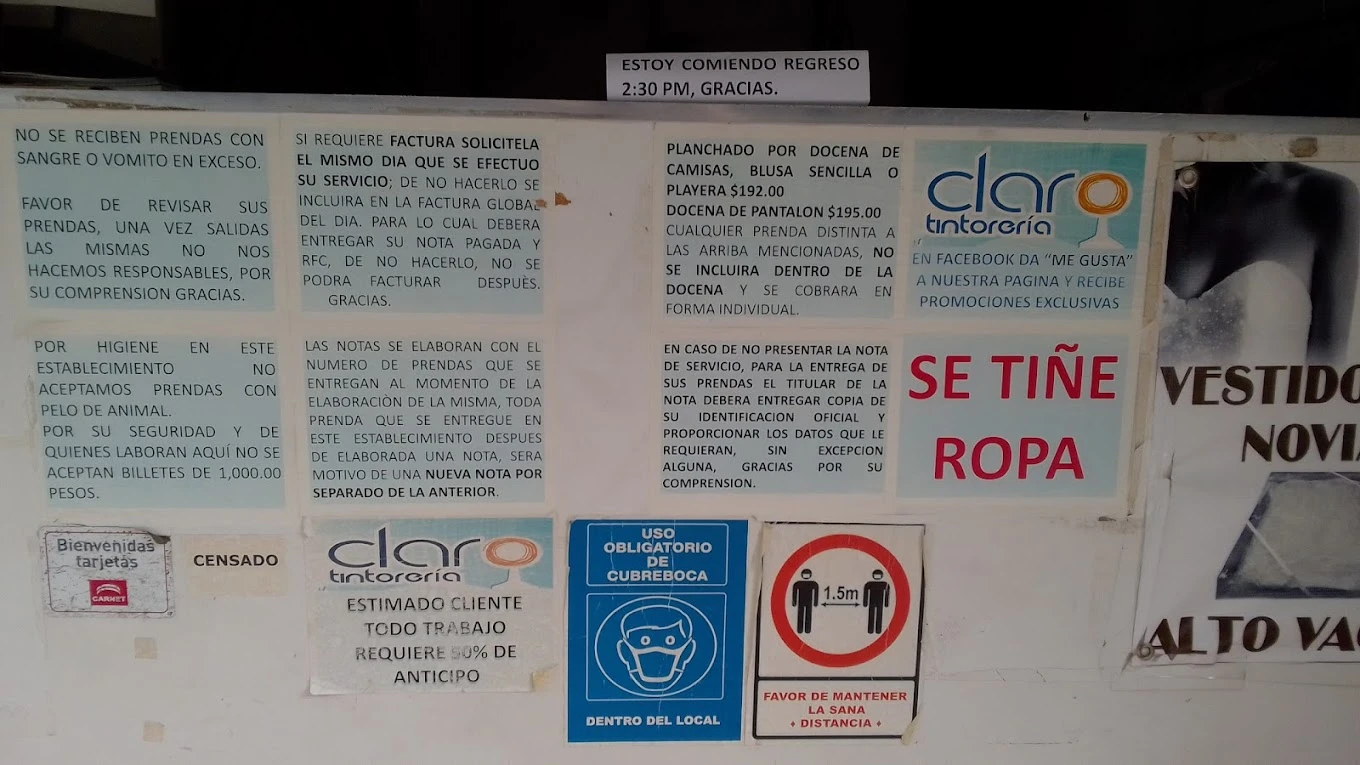 ESTOY COMIENDO REGRESO
2:30 PM, GRACIAS.
NO SE RECIBEN PRENDAS CON
SANGRE O VOMITO EN EXCESO.
FAVOR DE REVISAR SUS
PRENDAS, UNA VEZ SALIDAS
LAS MISMAS NO NOS
HACEMOS RESPONSABLES, POR
SU COMPRENSION GRACIAS.
SI REQUIERE FACTURA SOLICITELA
EL MISMO DIA QUE SE EFECTUO
SU SERVICIO; DE NO HACERLO SE
INCLUIRA EN LA FACTURA GLOBAL
DEL DIA. PARA LO CUAL DEBERA
ENTREGAR SU NOTA PAGADA Y
RFC, DE NO HACERLO, NO SE
PODRA FACTURAR DESPUÈS.
GRACIAS.
PLANCHADO POR DOCENA DE
CAMISAS, BLUSA SENCILLA O
PLAYERA $192.00
DOCENA DE PANTALON $195.00
CUALQUIER PRENDA DISTINTA A
LAS ARRIBA MENCIONADAS, NO
SE INCLUIRA DENTRO DE LA
DOCENA Y SE COBRARA EN
FORMA INDIVIDUAL.
claro
tintorería
EN FACEBOOK DA "ME GUSTA"
A NUESTRA PAGINA Y RECIBE
PROMOCIONES EXCLUSIVAS
POR HIGIENE EN ESTE
ESTABLECIMIENTO NO
ACEPTAMOS PRENDAS CON
PELO DE ANIMAL.
POR SU SEGURIDAD Y DE
QUIENES LABORAN AQUÍ NO SE
ACEPTAN BILLETES DE 1,000.00
PESOS.
LAS NOTAS SE ELABORAN CON EL
NUMERO DE PRENDAS QUE SE
ENTREGAN AL MOMENTO DE LA
ELABORACIÒN DE LA MISMA, TODA
PRENDA QUE SE ENTREGUE EN
ESTE ESTABLECIMIENTO DESPUES
DE ELABORADA UNA NOTA, SERA
MOTIVO DE UNA NUEVA NOTA POR
SEPARADO DE LA ANTERIOR.
EN CASO DE NO PRESENTAR LA NOTA
DE SERVICIO, PARA LA ENTREGA DE
SUS PRENDAS EL TITULAR DE LA
NOTA DEBERA ENTREGAR COPIA DE
SU IDENTIFICACION OFICIAL Y
PROPORCIONAR LOS DATOS QUE LE
REQUIERAN, SIN EXCEPCION
ALGUNA, GRACIAS POR SU
COMPRENSION.
SE TIÑE
ROPA
VESTIDO
NOVI
ALTO VA
Bienvenidas
tarjetas
CARNET
CENSADO
claro
tintorería
ESTIMADO CLIENTE
TODO TRABAJO
REQUIERE 50% DE
ANTICIPO
USO
OBLIGATORIO
DE
CUBREBOCA
DENTRO DEL LOCAL
1.5m
FAVOR DE MANTENER
LA SANA
DISTANCIA